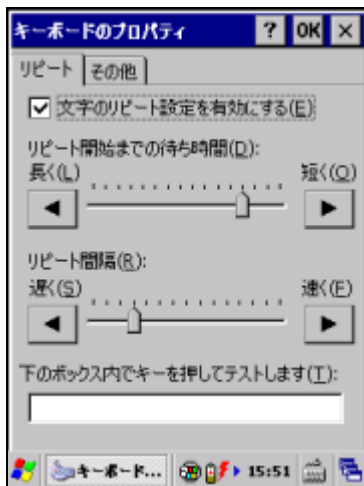 キーボードのプロパティ ? OK ×
リピート その他
文字のリピート設定を有効にする(E)
リピート開始までの待ち時間(D):
長く(L) 短く(O)
リピート間隔(R):
遅く(S) 速く(F)
下のボックス内でキーを押してテストします(T):
キーボード... 15:51